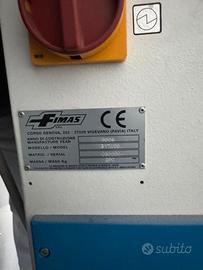 FIMAS
CE
CORSO GENOVA, 252 - 27029 VIGEVANO (PAVIA) ITALY
ANNO DI COSTRUZIONE
MANUFACTURE YEAR
MODELLO / MODEL
MATRIC. / SERIAL
MASSA / MASS Kg
subito